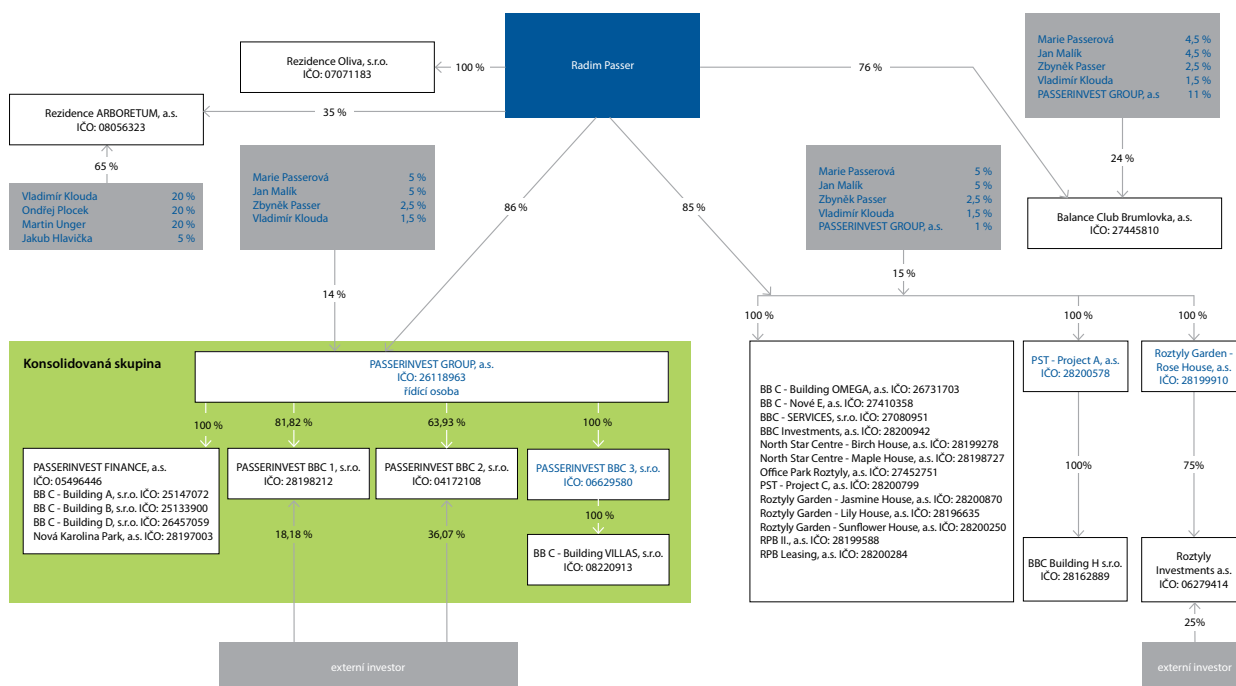 Radim Passer
Rezidence Oliva, s.r.o.
IČO: 07071183
100 %
76 %
Marie Passerová 4,5 %
Jan Malík 4,5 %
Zbyněk Passer 2,5 %
Vladimír Klouda 1,5 %
PASSERINVEST GROUP, a.s 11 %
Rezidence ARBORETUM, a.s.
IČO: 08056323
35 %
65 %
24 %
Vladimír Klouda 20 %
Ondřej Plocek 20 %
Martin Unger 20 %
Jakub Hlavička 5 %
Marie Passerová 5 %
Jan Malík 5 %
Zbyněk Passer 2,5 %
Vladimír Klouda 1,5 %
86 %
85 %
Marie Passerová 5 %
Jan Malík 5 %
Zbyněk Passer 2,5 %
Vladimír Klouda 1,5 %
PASSERINVEST GROUP, a.s. 1 %
Balance Club Brumlovka, a.s.
IČO: 27445810
14 %
15 %
100 %
100 %
100 %
Konsolidovaná skupina
PASSERINVEST GROUP, a.s.
IČO: 26118963
řídící osoba
100 %
81,82 %
63,93 %
100 %
PASSERINVEST FINANCE, a.s.
IČO: 05496446
BB C - Building A, s.r.o. IČO: 25147072
BB C - Building B, s.r.o. IČO: 25133900
BB C - Building D, s.r.o. IČO: 26457059
Nová Karolina Park, a.s. IČO: 28197003
PASSERINVEST BBC 1, s.r.o.
IČO: 28198212
PASSERINVEST BBC 2, s.r.o.
IČO: 04172108
PASSERINVEST BBC 3, s.r.o.
IČO: 06629580
100 %
18,18 %
36,07 %
BB C - Building VILLAS, s.r.o.
IČO: 08220913
externí investor
BB C - Building OMEGA, a.s. IČO: 26731703
BB C - Nové E, a.s. IČO: 27410358
BBC - SERVICES, s.r.o. IČO: 27080951
BBC Investments, a.s. IČO: 28200942
North Star Centre - Birch House, a.s. IČO: 28199278
North Star Centre - Maple House, a.s. IČO: 28198727
Office Park Roztyly, a.s. IČO: 27452751
PST - Project C, a.s. IČO: 28200799
Roztyly Garden - Jasmine House, a.s. IČO: 28200870
Roztyly Garden - Lily House, a.s. IČO: 28196635
Roztyly Garden - Sunflower House, a.s. IČO: 28200250
RPB II., a.s. IČO: 28199588
RPB Leasing, a.s. IČO: 28200284
PST - Project A, a.s.
IČO: 28200578
100%
BBC Building H s.r.o.
IČO: 28162889
Roztyly Garden -
Rose House, a.s.
IČO: 28199910
75%
Roztyly
Investments a.s.
IČO: 06279414
25%
externí investor